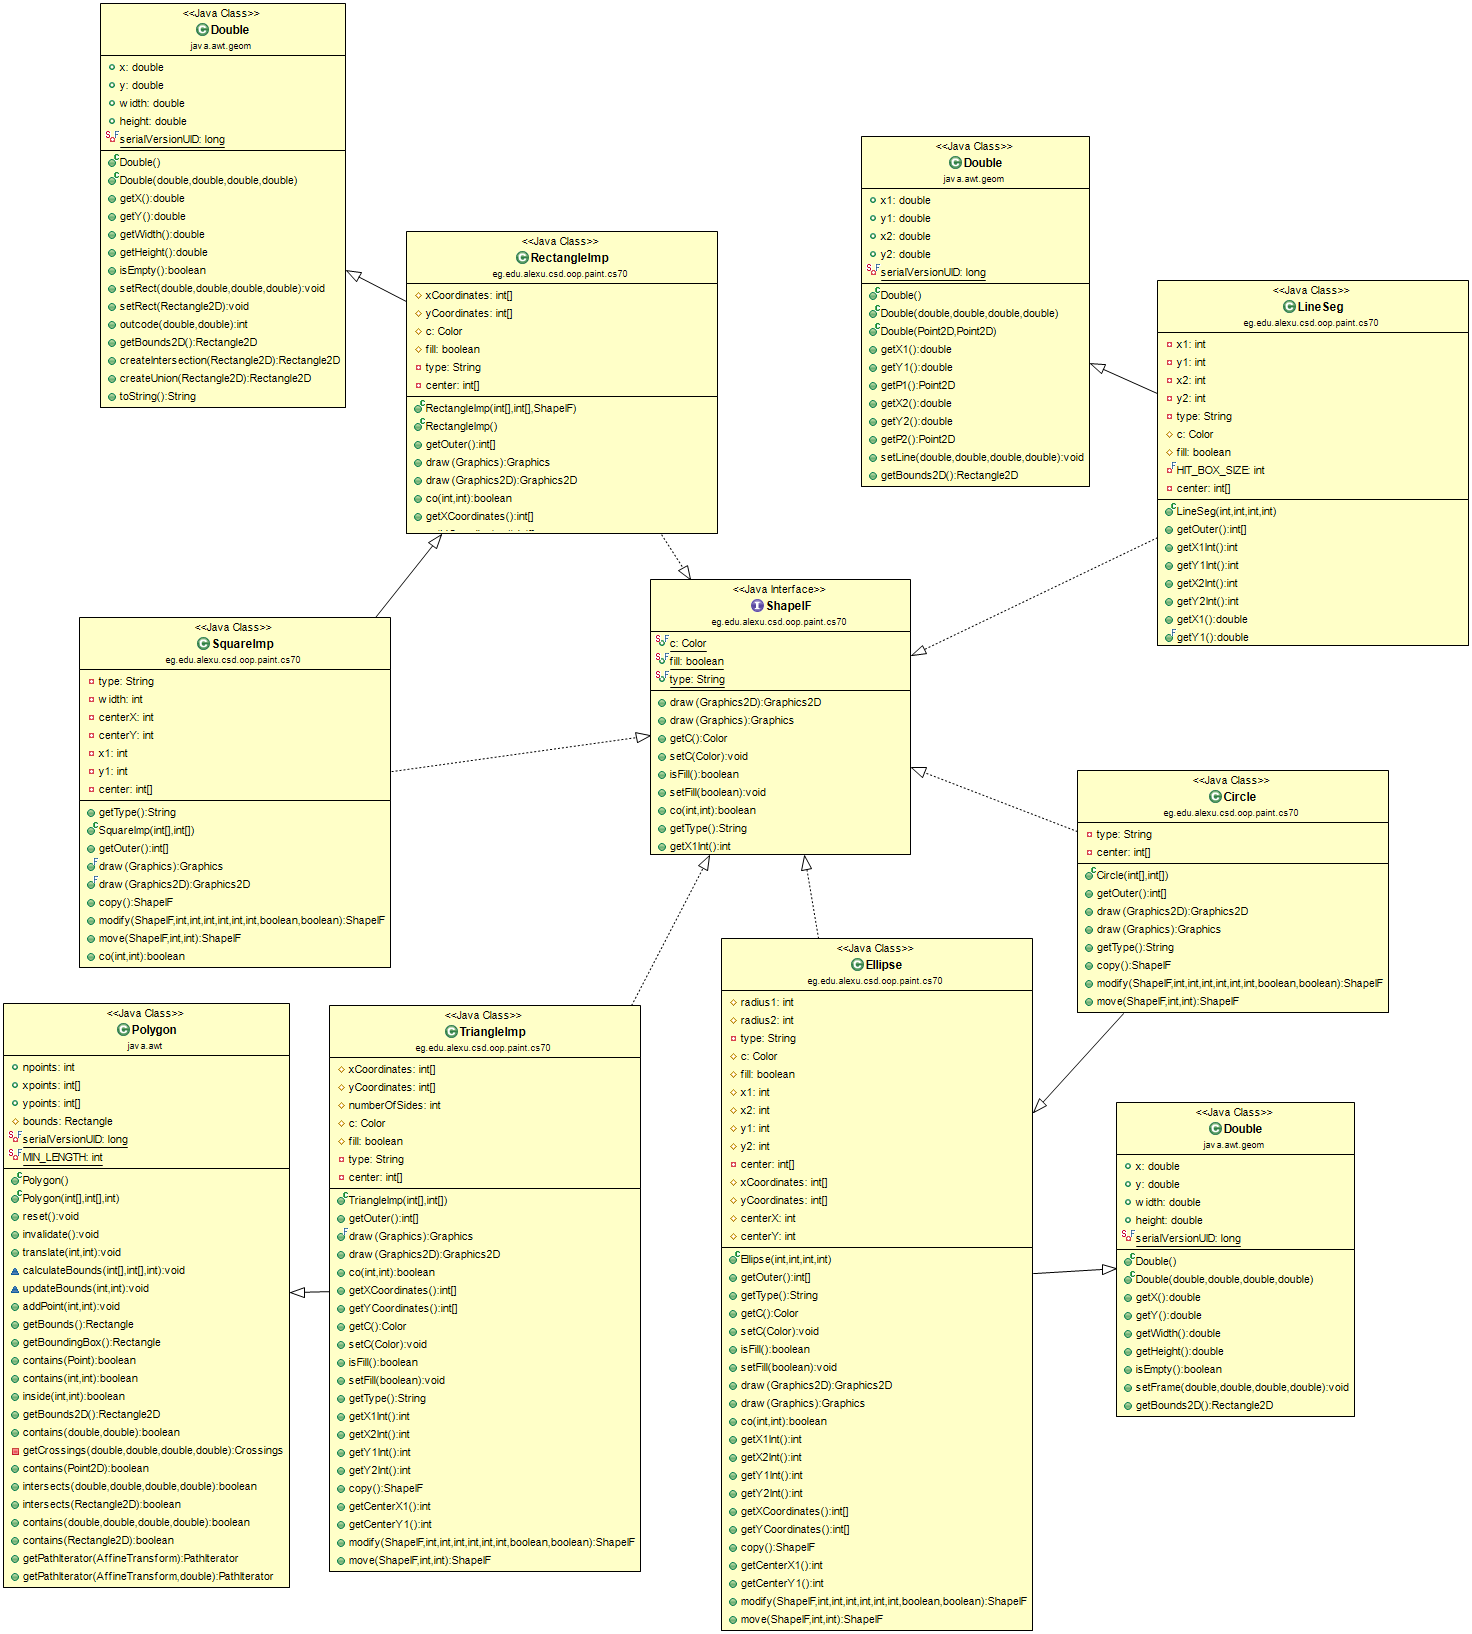 <<Java Class>>
Double
java.awt.geom
x: double
y: double
width: double
height: double
serialVersionUID: long
Double()
Double(double,double,double,double)
getX():double
getY():double
getWidth():double
getHeight():double
isEmpty():boolean
setRect(double,double,double,double):void
setRect(Rectangle2D):void
outcode(double,double):int
getBounds2D():Rectangle2D
createIntersection(Rectangle2D):Rectangle2D
createUnion(Rectangle2D):Rectangle2D
toString():String
<<Java Class>>
Double
java.awt.geom
x1: double
y1: double
x2: double
y2: double
serialVersionUID: long
Double()
Double(double,double,double,double)
Double(Point2D,Point2D)
getX1():double
getY1():double
getP1():Point2D
getX2():double
getY2():double
getP2():Point2D
setLine(double,double,double,double):void
getBounds2D():Rectangle2D
<<Java Class>>
RectangleImp
eg.edu.alexu.csd.oop.paint.cs70
xCoordinates: int[]
yCoordinates: int[]
c: Color
fill: boolean
type: String
center: int[]
RectangleImp(int[],int[],ShapeIF)
RectangleImp()
getOuter():int[]
draw(Graphics):Graphics
draw(Graphics2D):Graphics2D
co(int,int):boolean
getXCoordinates():int[]
<<Java Class>>
LineSeg
eg.edu.alexu.csd.oop.paint.cs70
x1: int
y1: int
x2: int
y2: int
type: String
c: Color
fill: boolean
HIT_BOX_SIZE: int
center: int[]
LineSeg(int,int,int,int)
getOuter():int[]
getX1Int():int
getY1Int():int
getX2Int():int
getY2Int():int
getX1():double
getY1():double
<<Java Interface>>
ShapeIF
eg.edu.alexu.csd.oop.paint.cs70
c: Color
fill: boolean
type: String
draw(Graphics2D):Graphics2D
draw(Graphics):Graphics
getC():Color
setC(Color):void
isFill():boolean
setFill(boolean):void
co(int,int):boolean
getType():String
getX1Int():int
<<Java Class>>
SquareImp
eg.edu.alexu.csd.oop.paint.cs70
type: String
width: int
centerX: int
centerY: int
x1: int
y1: int
center: int[]
getType():String
SquareImp(int[],int[])
getOuter():int[]
draw(Graphics):Graphics
draw(Graphics2D):Graphics2D
copy():ShapeIF
modify(ShapeIF,int,int,int,int,int,int,boolean,boolean):ShapeIF
move(ShapeIF,int,int):ShapeIF
co(int,int):boolean
<<Java Class>>
Circle
eg.edu.alexu.csd.oop.paint.cs70
type: String
center: int[]
Circle(int[],int[])
getOuter():int[]
draw(Graphics2D):Graphics2D
draw(Graphics):Graphics
getType():String
copy():ShapeIF
modify(ShapeIF,int,int,int,int,int,int,boolean,boolean):ShapeIF
move(ShapeIF,int,int):ShapeIF
<<Java Class>>
Polygon
java.awt
npoints: int
xpoints: int[]
ypoints: int[]
bounds: Rectangle
serialVersionUID: long
MIN_LENGTH: int
Polygon()
Polygon(int[],int[],int)
reset():void
invalidate():void
translate(int,int):void
calculateBounds(int[],int[],int):void
updateBounds(int,int):void
addPoint(int,int):void
getBounds():Rectangle
getBoundingBox():Rectangle
contains(Point):boolean
contains(int,int):boolean
inside(int,int):boolean
getBounds2D():Rectangle2D
contains(double,double):boolean
getCrossings(double,double,double,double):Crossings
contains(Point2D):boolean
intersects(double,double,double,double):boolean
intersects(Rectangle2D):boolean
contains(double,double,double,double):boolean
contains(Rectangle2D):boolean
getPathIterator(AffineTransform):PathIterator
getPathIterator(AffineTransform,double):PathIterator
<<Java Class>>
TriangleImp
eg.edu.alexu.csd.oop.paint.cs70
xCoordinates: int[]
yCoordinates: int[]
numberOfSides: int
c: Color
fill: boolean
type: String
center: int[]
TriangleImp(int[],int[])
getOuter():int[]
draw(Graphics):Graphics
draw(Graphics2D):Graphics2D
co(int,int):boolean
getXCoordinates():int[]
getYCoordinates():int[]
getC():Color
setC(Color):void
isFill():boolean
setFill(boolean):void
getType():String
getX1Int():int
getX2Int():int
getY1Int():int
getY2Int():int
copy():ShapeIF
getCenterX1():int
getCenterY1():int
modify(ShapeIF,int,int,int,int,int,int,boolean,boolean):ShapeIF
move(ShapeIF,int,int):ShapeIF
<<Java Class>>
Ellipse
eg.edu.alexu.csd.oop.paint.cs70
radius1: int
radius2: int
type: String
c: Color
fill: boolean
x1: int
x2: int
y1: int
y2: int
center: int[]
xCoordinates: int[]
yCoordinates: int[]
centerX: int
centerY: int
Ellipse(int,int,int,int)
getOuter():int[]
getType():String
getC():Color
setC(Color):void
isFill():boolean
setFill(boolean):void
draw(Graphics2D):Graphics2D
draw(Graphics):Graphics
co(int,int):boolean
getX1Int():int
getX2Int():int
getY1Int():int
getY2Int():int
getXCoordinates():int[]
getYCoordinates():int[]
copy():ShapeIF
getCenterX1():int
getCenterY1():int
modify(ShapeIF,int,int,int,int,int,int,boolean,boolean):ShapeIF
move(ShapeIF,int,int):ShapeIF
<<Java Class>>
Double
java.awt.geom
x: double
y: double
width: double
height: double
serialVersionUID: long
Double()
Double(double,double,double,double)
getX():double
getY():double
getWidth():double
getHeight():double
isEmpty():boolean
setFrame(double,double,double,double):void
getBounds2D():Rectangle2D